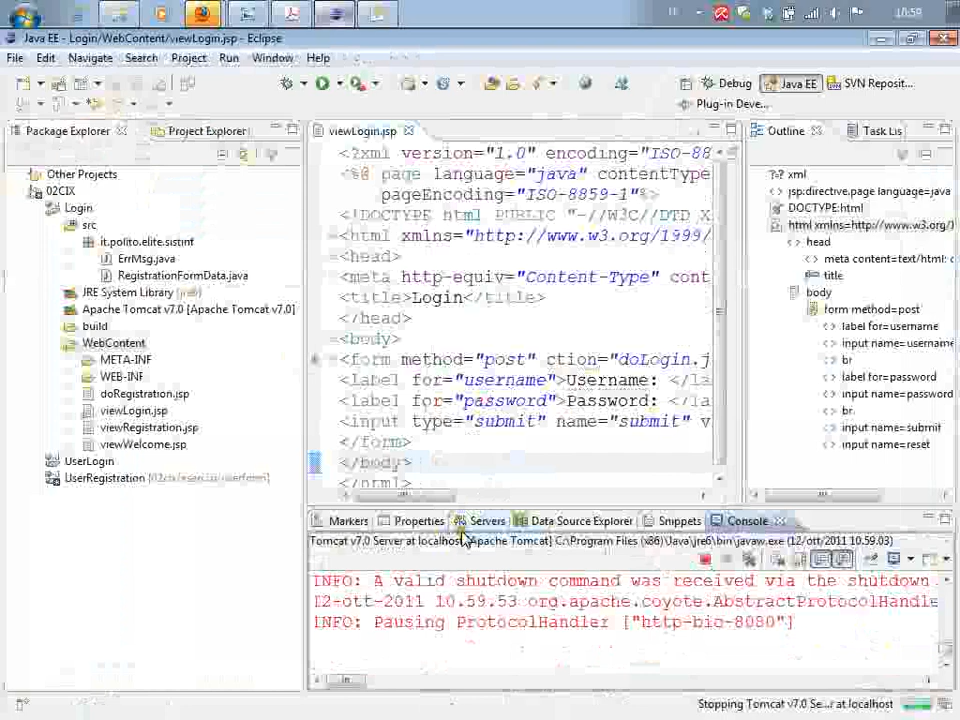 10:59
Java EE - Login/WebContent/viewLogin.jsp - Eclipse
File Edit Navigate Search Project Run Window Help
Debug Java EE SVN Reposit...
Plug-in Deve...
Package Explorer Project Explorer
viewLogin.jsp
Outline Task Lis
Other Projects
02CIX
Login
src
it.polito.elite.sistinf
ErrMsg.java
RegistrationFormData.java
JRE System Library [jre6]
Apache Tomcat v7.0 [Apache Tomcat v7.0]
build
WebContent
META-INF
WEB-INF
doRegistration.jsp
viewLogin.jsp
viewRegistration.jsp
viewWelcome.jsp
UserLogin
UserRegistration
<?xml version="1.0" encoding="ISO-88
<%@ page language="java" contentType
pageEncoding="ISO-8859-1"%>
<!DOCTYPE html PUBLIC "-//W3C//DTD X
<html xmlns="http://www.w3.org/1999/
<head>
<meta http-equiv="Content-Type" cont
<title>Login</title>
</head>
<body>
<form method="post" ction="doLogin.j
<label for="username">Username: </la
<label for="password">Password: </la
<input type="submit" name="submit" v
</form>
</body>
</html>
xml
jsp:directive.page language=java
DOCTYPE:html
html xmlns=http://www.w3.org/
head
meta content=text/html;
title
body
form method=post
label for=username
input name=username
br
label for=password
input name=password
br
input name=submit
input name=reset
Markers Properties Servers Data Source Explorer Snippets Console
Tomcat v7.0 Server at localhost [Apache Tomcat] C:\Program Files (x86)\Java\jre6\bin\javaw.exe (12/ott/2011 10.59.03)
INFO: A valid shutdown command was received via the shutdown
12-ott-2011 10.59.53 org.apache.coyote.AbstractProtocolHandle
INFO: Pausing ProtocolHandler ["http-bio-8080"]
Stopping Tomcat v7.0 Se...r at localhost